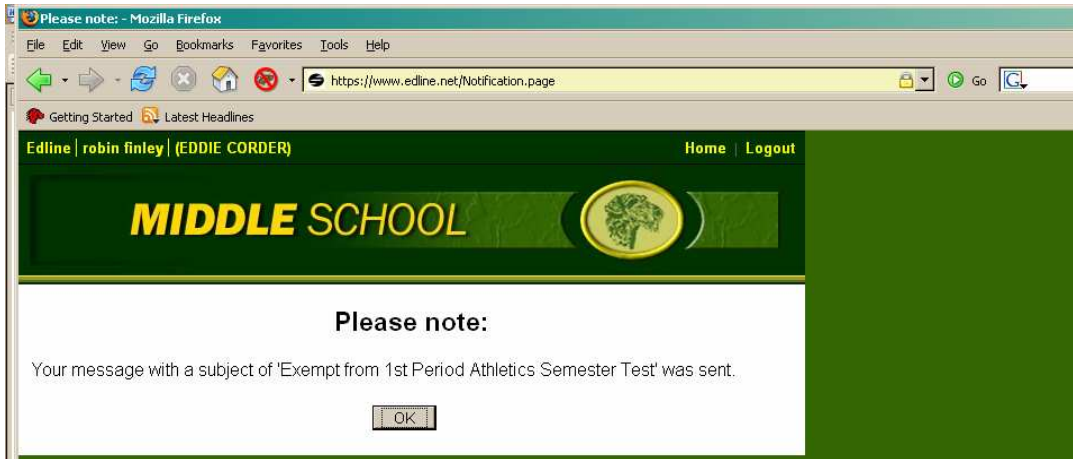 Please note: - Mozilla Firefox
File Edit View Go Bookmarks Favorites Tools Help
https://www.edline.net/Notification.page Go G
Getting Started Latest Headlines
Edline | robin finley | (EDDIE CORDER) Home | Logout
MIDDLE SCHOOL
Please note:
Your message with a subject of 'Exempt from 1st Period Athletics Semester Test' was sent.
OK